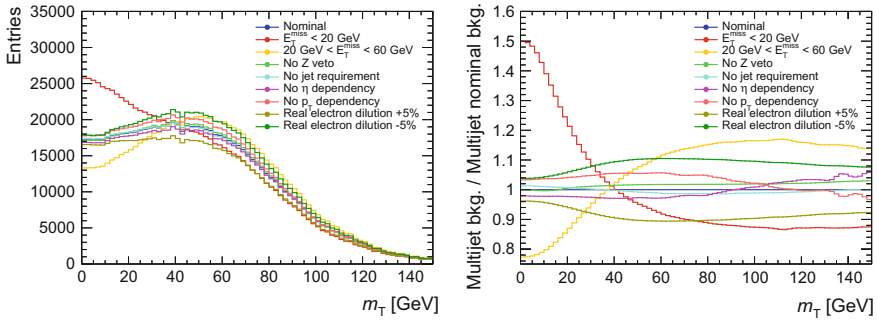 Entries
35000
30000
25000
20000
15000
10000
5000
0
0 20 40 60 80 100 120 140
m_T [GeV]
Nominal
E_T^miss < 20 GeV
20 GeV < E_T^miss < 60 GeV
No Z veto
No jet requirement
No η dependency
No p_T dependency
Real electron dilution +5%
Real electron dilution -5%
Multijet bkg. / Multijet nominal bkg.
1.6
1.5
1.4
1.3
1.2
1.1
1
0.9
0.8
0 20 40 60 80 100 120 140
m_T [GeV]
Nominal
E_T^miss < 20 GeV
20 GeV < E_T^miss < 60 GeV
No Z veto
No jet requirement
No η dependency
No p_T dependency
Real electron dilution +5%
Real electron dilution -5%